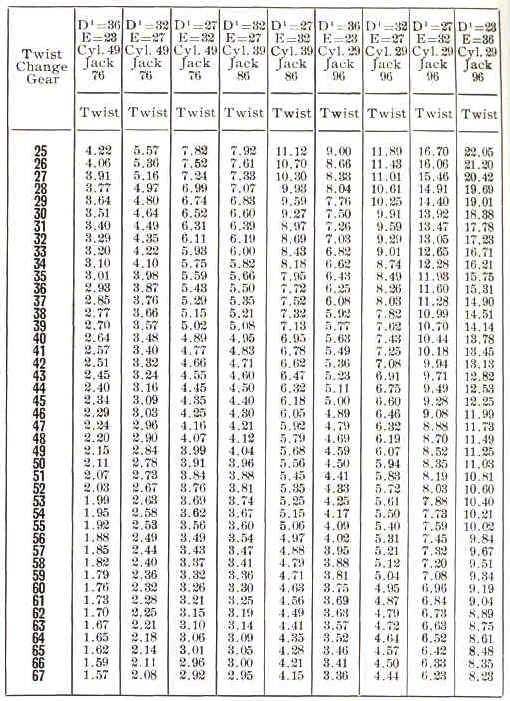 D¹=36 D¹=32 D¹=27 D¹=32 D¹=27 D¹=36 D¹=32 D¹=27 D¹=23
E=23 E=27 E=32 E=27 E=32 E=23 E=27 E=32 E=36
Twist Cyl. 49 Cyl. 49 Cyl. 49 Cyl. 39 Cyl. 39 Cyl. 29 Cyl. 29 Cyl. 29 Cyl. 29
Change Jack Jack Jack Jack Jack Jack Jack Jack Jack
Gear 76 76 76 86 86 96 96 96 96
Twist Twist Twist Twist Twist Twist Twist Twist Twist
25 4.22 5.57 7.82 7.92 11.12 9.00 11.89 16.70 22.05
26 4.06 5.36 7.52 7.61 10.70 8.66 11.43 16.06 21.20
27 3.91 5.16 7.24 7.33 10.30 8.33 11.01 15.46 20.42
28 3.77 4.97 6.99 7.07 9.93 8.04 10.61 14.91 19.69
29 3.64 4.80 6.74 6.83 9.59 7.76 10.25 14.40 19.01
30 3.51 4.64 6.52 6.60 9.27 7.50 9.91 13.92 18.38
31 3.40 4.49 6.31 6.39 8.97 7.26 9.59 13.47 17.78
32 3.29 4.35 6.11 6.19 8.69 7.03 9.29 13.05 17.23
33 3.20 4.22 5.93 6.00 8.43 6.82 9.01 12.65 16.71
34 3.10 4.10 5.75 5.82 8.18 6.62 8.74 12.28 16.21
35 3.01 3.98 5.59 5.66 7.95 6.43 8.49 11.93 15.75
36 2.93 3.87 5.43 5.50 7.72 6.25 8.26 11.60 15.31
37 2.85 3.76 5.29 5.35 7.52 6.08 8.03 11.28 14.90
38 2.77 3.66 5.15 5.21 7.32 5.92 7.82 10.99 14.51
39 2.70 3.57 5.02 5.08 7.13 5.77 7.62 10.70 14.14
40 2.64 3.48 4.89 4.95 6.95 5.63 7.43 10.44 13.78
41 2.57 3.40 4.77 4.83 6.78 5.49 7.25 10.18 13.45
42 2.51 3.32 4.66 4.71 6.62 5.36 7.08 9.94 13.13
43 2.45 3.24 4.55 4.60 6.47 5.23 6.91 9.71 12.82
44 2.40 3.16 4.45 4.50 6.32 5.11 6.75 9.49 12.53
45 2.34 3.09 4.35 4.40 6.18 5.00 6.60 9.28 12.25
46 2.29 3.03 4.25 4.30 6.05 4.89 6.46 9.08 11.99
47 2.24 2.96 4.16 4.21 5.92 4.79 6.32 8.88 11.73
48 2.20 2.90 4.07 4.12 5.79 4.69 6.19 8.70 11.49
49 2.15 2.84 3.99 4.04 5.68 4.59 6.07 8.52 11.25
50 2.11 2.78 3.91 3.96 5.56 4.50 5.94 8.35 11.03
51 2.07 2.73 3.84 3.88 5.45 4.41 5.83 8.19 10.81
52 2.03 2.67 3.76 3.81 5.35 4.33 5.72 8.03 10.60
53 1.99 2.63 3.69 3.74 5.25 4.25 5.61 7.88 10.40
54 1.95 2.58 3.62 3.67 5.15 4.17 5.50 7.73 10.21
55 1.92 2.53 3.56 3.60 5.06 4.09 5.40 7.59 10.02
56 1.88 2.49 3.49 3.54 4.97 4.02 5.31 7.45 9.84
57 1.85 2.44 3.43 3.47 4.88 3.95 5.21 7.32 9.67
58 1.82 2.40 3.37 3.41 4.79 3.88 5.12 7.20 9.51
59 1.79 2.36 3.32 3.36 4.71 3.81 5.04 7.08 9.34
60 1.76 2.32 3.26 3.30 4.63 3.75 4.95 6.96 9.19
61 1.73 2.28 3.21 3.25 4.56 3.69 4.87 6.84 9.04
62 1.70 2.25 3.15 3.19 4.49 3.63 4.79 6.73 8.89
63 1.67 2.21 3.10 3.14 4.41 3.57 4.72 6.63 8.75
64 1.65 2.18 3.06 3.09 4.35 3.52 4.64 6.52 8.61
65 1.62 2.14 3.01 3.05 4.28 3.46 4.57 6.42 8.48
66 1.59 2.11 2.96 3.00 4.21 3.41 4.50 6.33 8.35
67 1.57 2.08 2.92 2.95 4.15 3.36 4.44 6.23 8.23